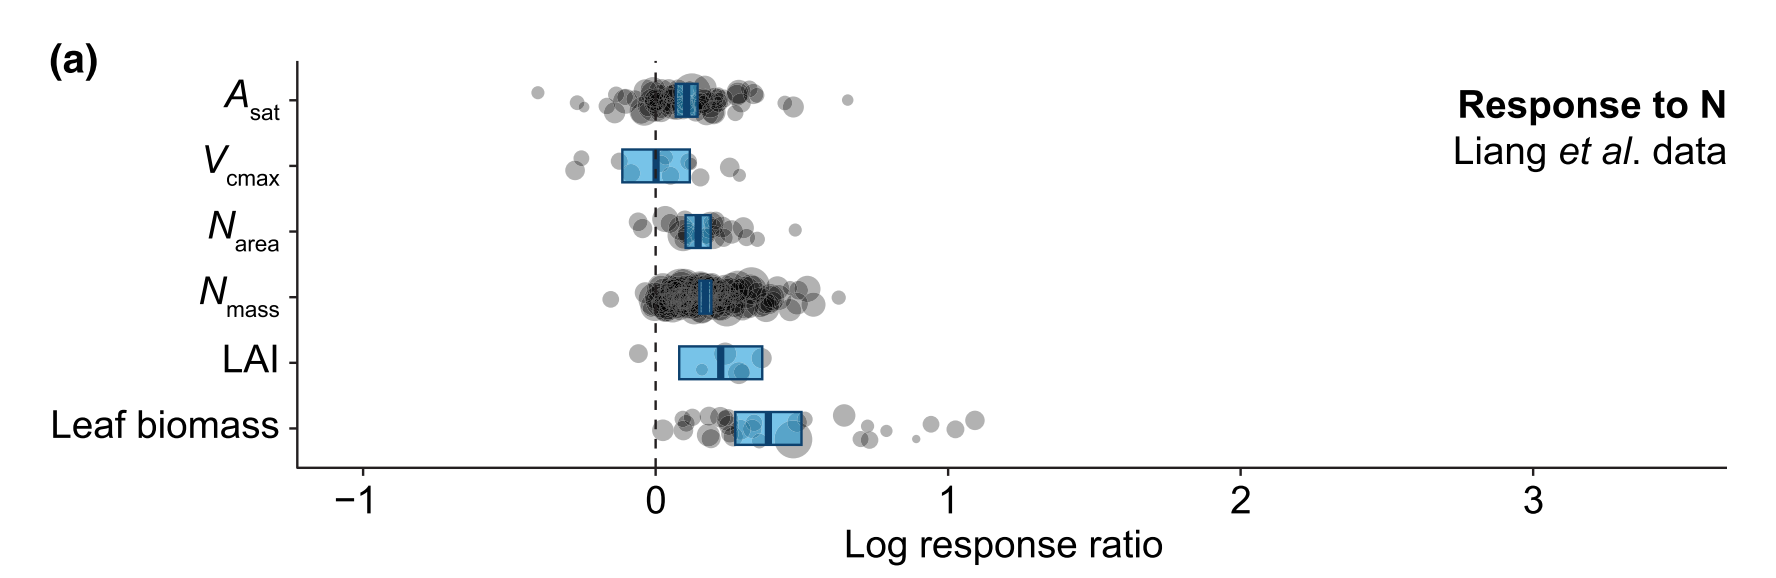 (a)
Response to N
Liang et al. data
Asat
Vcmax
Narea
Nmass
LAI
Leaf biomass
−1 0 1 2 3
Log response ratio